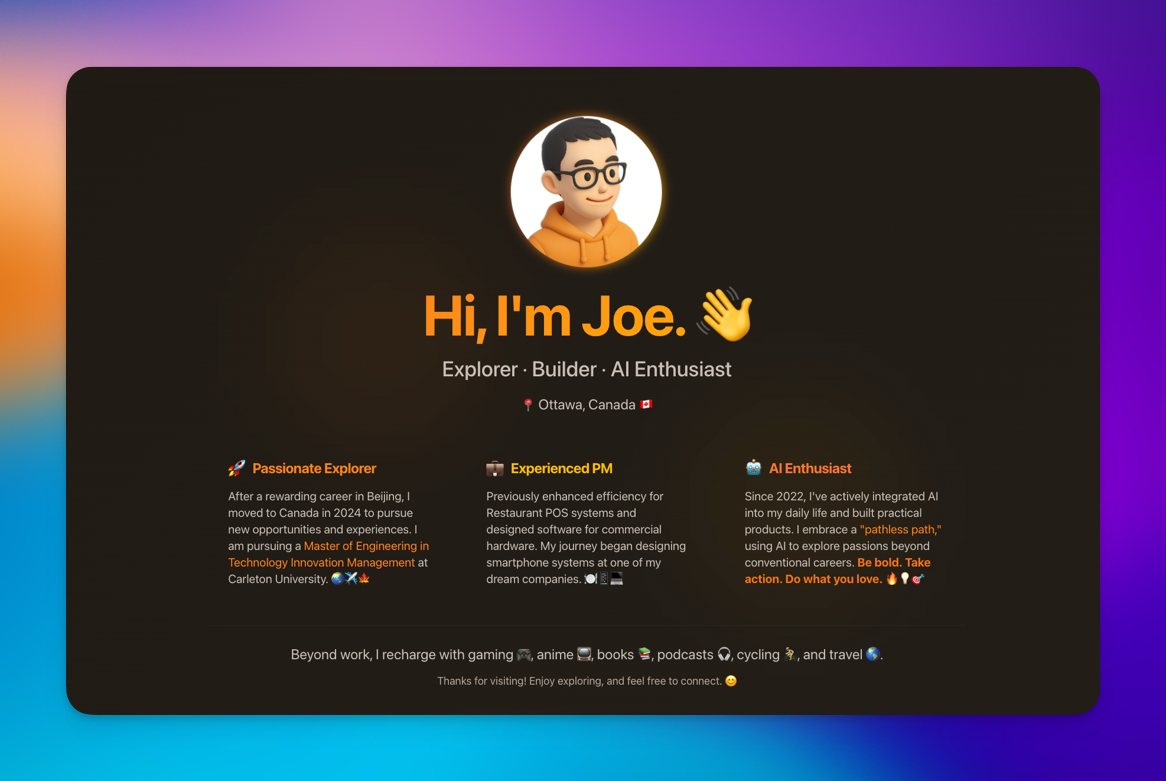 Hi, I'm Joe. 👋
Explorer · Builder · AI Enthusiast
📍 Ottawa, Canada 🇨🇦
🚀 Passionate Explorer
After a rewarding career in Beijing, I
moved to Canada in 2024 to pursue
new opportunities and experiences. I
am pursuing a Master of Engineering in
Technology Innovation Management at
Carleton University. 🌏✈️🍁
💼 Experienced PM
Previously enhanced efficiency for
Restaurant POS systems and
designed software for commercial
hardware. My journey began designing
smartphone systems at one of my
dream companies. 🍽️📱💻
🤖 AI Enthusiast
Since 2022, I've actively integrated AI
into my daily life and built practical
products. I embrace a "pathless path,"
using AI to explore passions beyond
conventional careers. Be bold. Take
action. Do what you love. 🔥💡🎯
Beyond work, I recharge with gaming 🎮, anime 📺, books 📚, podcasts 🎧, cycling 🚴, and travel 🌎.
Thanks for visiting! Enjoy exploring, and feel free to connect. 😊